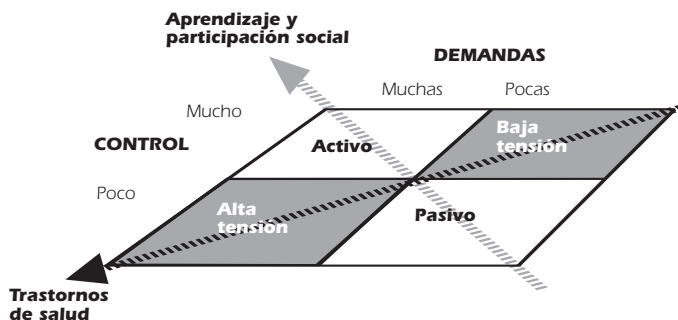 Aprendizaje y
participación social
DEMANDAS
Muchas
Pocas
Mucho
CONTROL
Activo
Baja
tensión
Poco
Alta
tensión
Pasivo
Trastornos
de salud